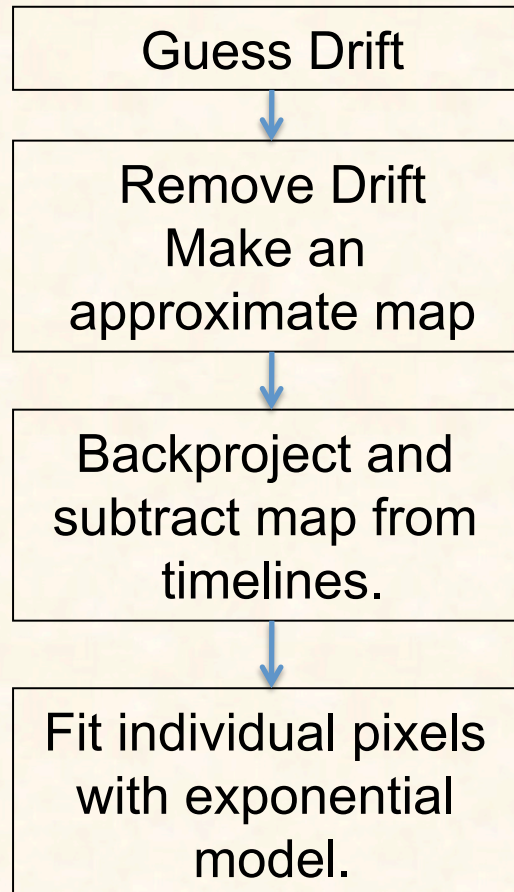 Guess Drift
Remove Drift
Make an
approximate map
Backproject and
subtract map from
timelines.
Fit individual pixels
with exponential
model.